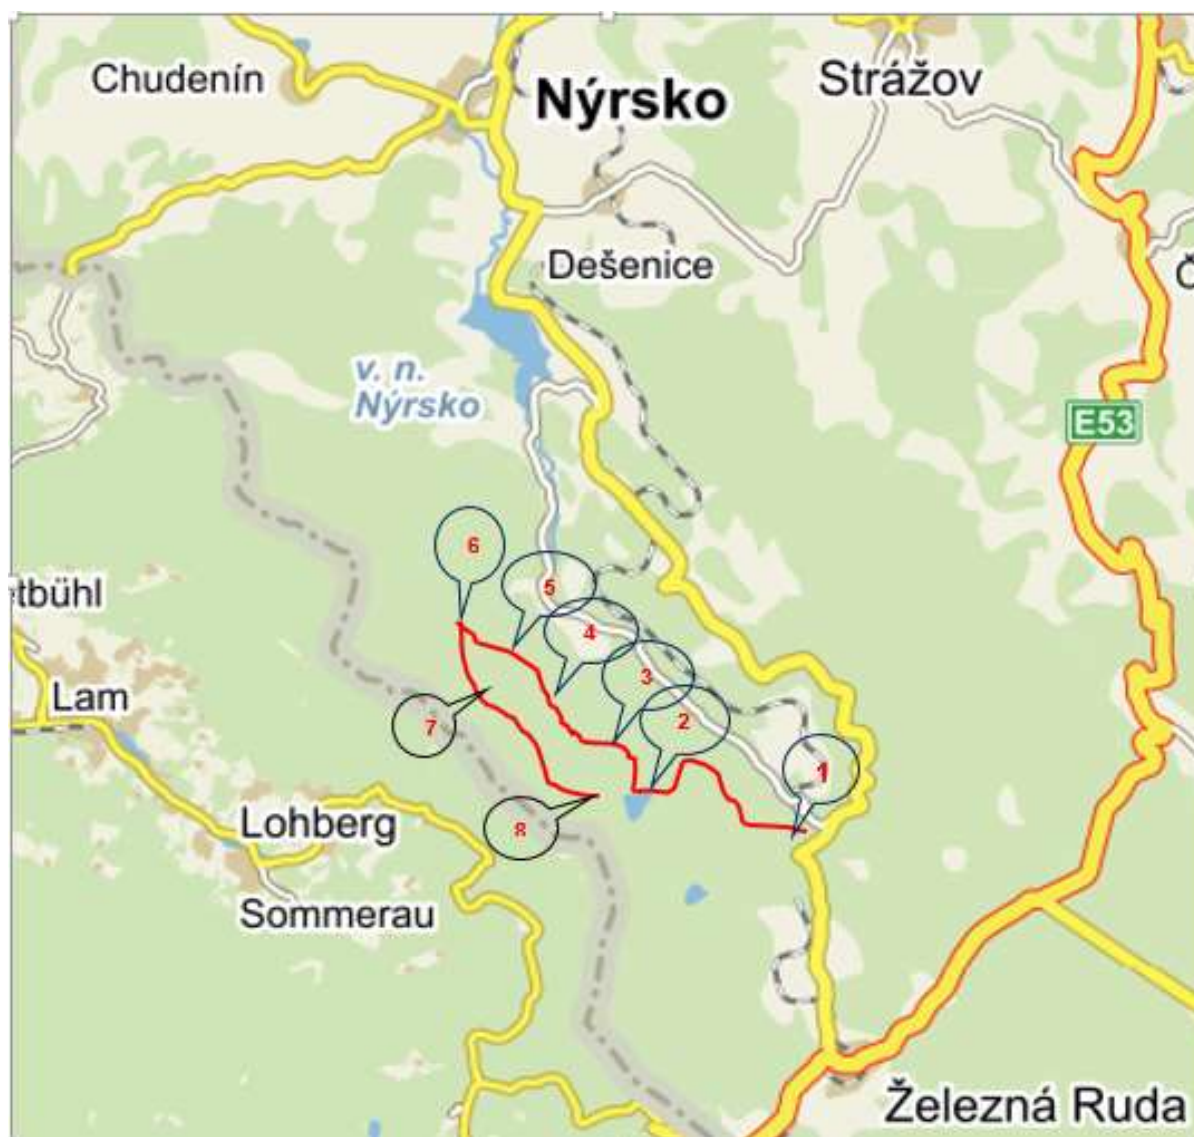 Chudenín
Nýrsko
Strážov
Dešenice
Č
v. n.
Nýrsko
E53
6
5
etbühl
4
3
Lam
2
7
1
Lohberg
8
Sommerau
Železná Ruda